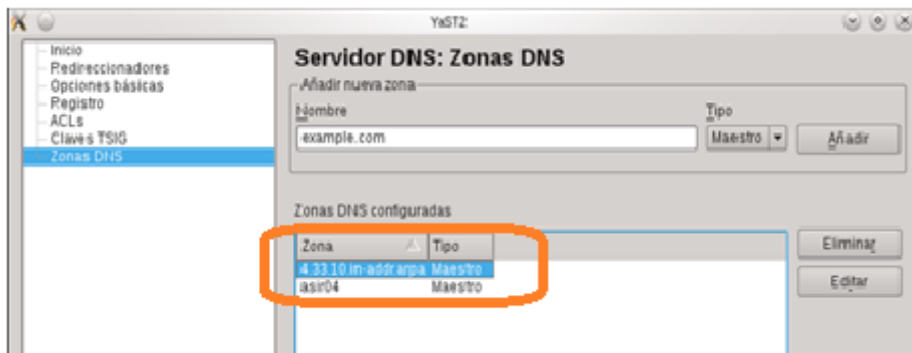 YaST2:
Inicio
Redireccionadores
Opciones básicas
Registro
ACLs
Claves TSIG
Zonas DNS
Servidor DNS: Zonas DNS
Añadir nueva zona
Nombre
Tipo
example.com
Maestro
Añadir
Zonas DNS configuradas
Zona Tipo
4.33.10.in-addr.arpa Maestro
asir04 Maestro
Eliminar
Editar